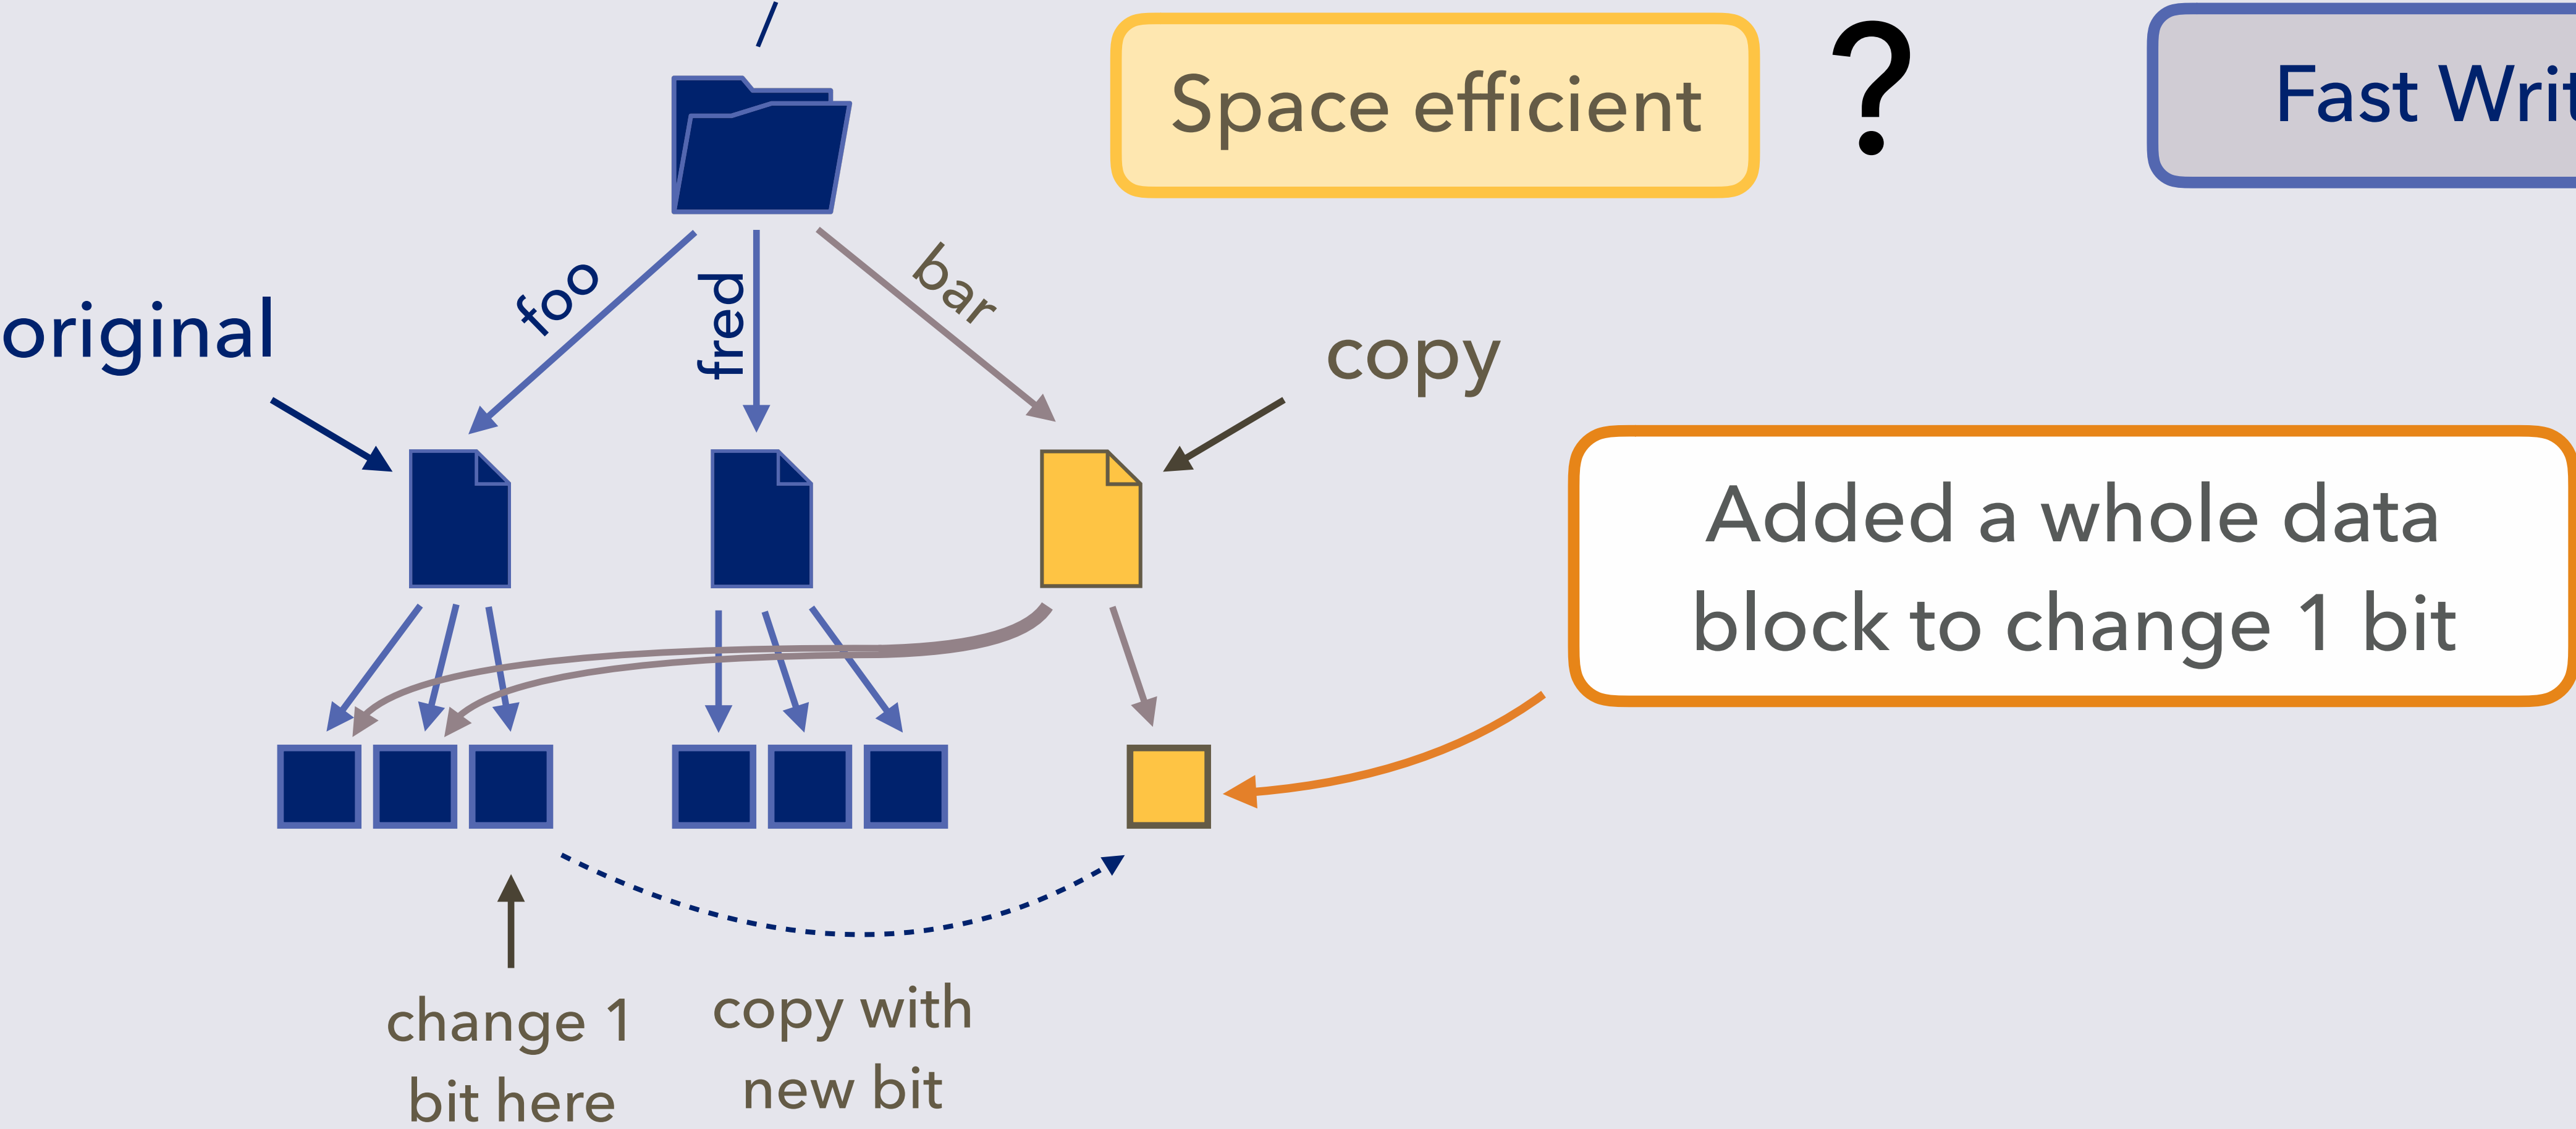 /
Space efficient
?
Fast Writ
foo
fred
bar
original
copy
Added a whole data
block to change 1 bit
change 1
bit here
copy with
new bit